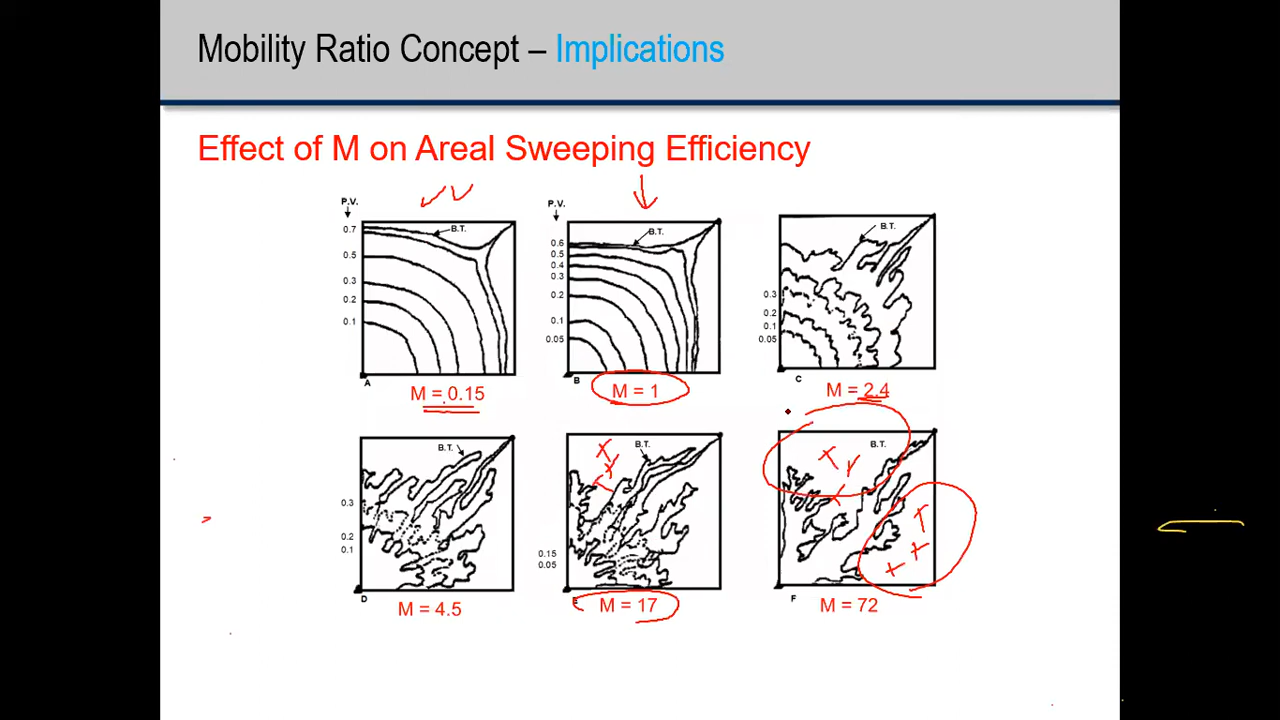 Mobility Ratio Concept – Implications
Effect of M on Areal Sweeping Efficiency
P.V.
0.7
0.5
0.3
0.2
0.1
B.T.
A
M = 0.15
P.V.
0.6
0.5
0.4
0.3
0.2
0.1
0.05
B.T.
B
M = 1
0.3
0.2
0.1
0.05
B.T.
C
M = 2.4
0.3
0.2
0.1
B.T.
D
M = 4.5
0.15
0.05
B.T.
E
M = 17
B.T.
F
M = 72